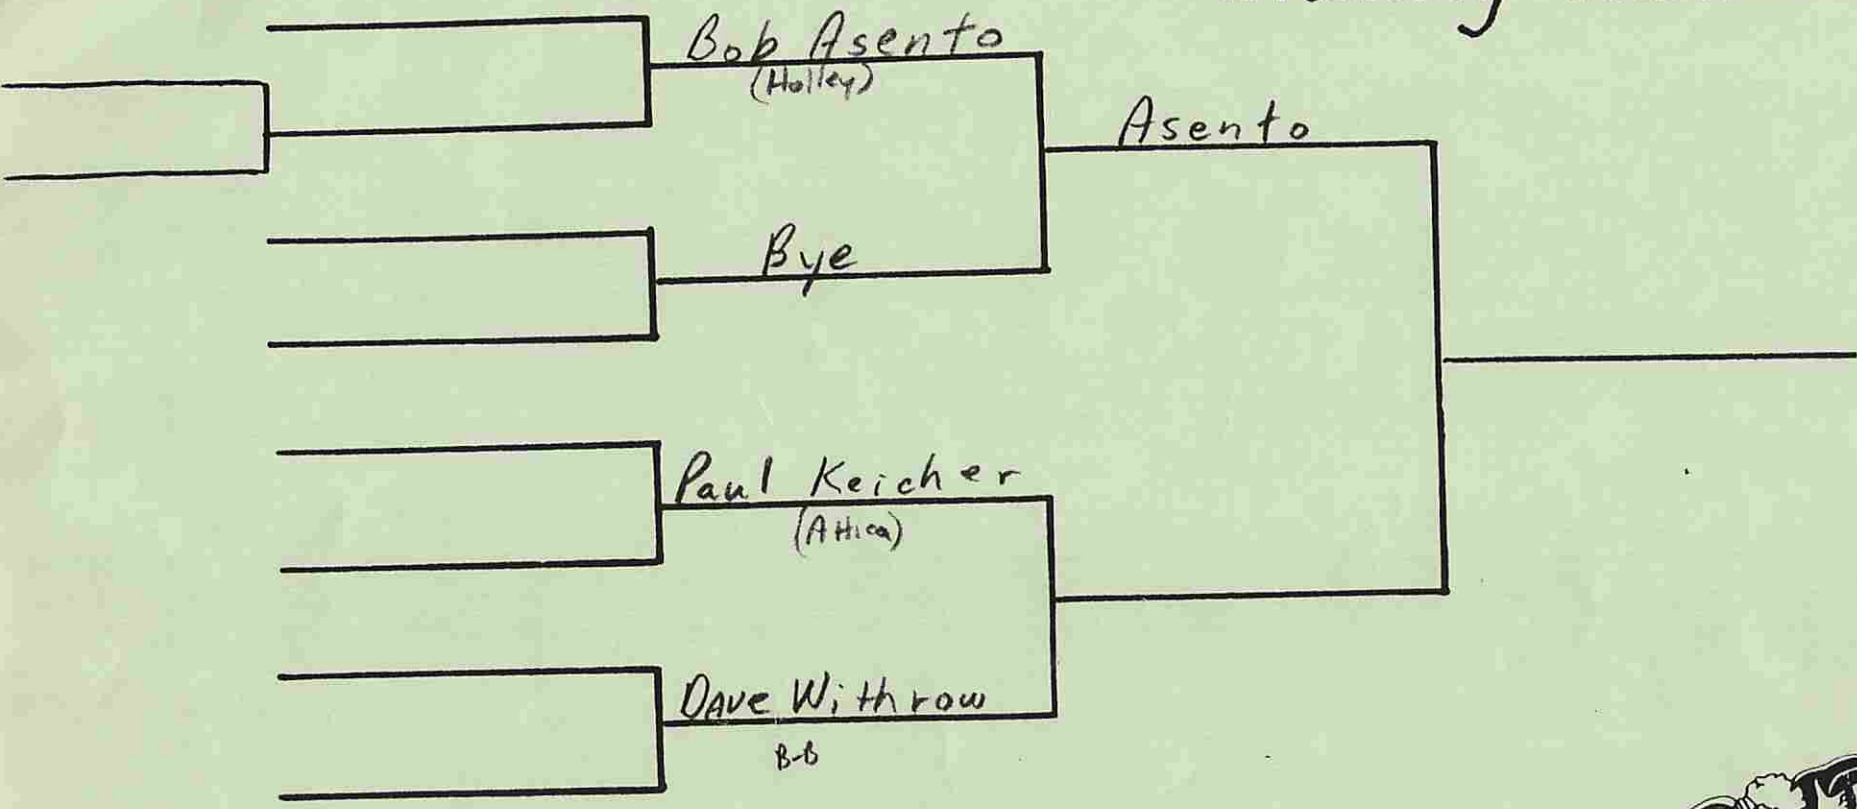 Bob Asento
(Holley)
Asento
Bye
Paul Keicher
(Attica)
Dave Withrow
B-B